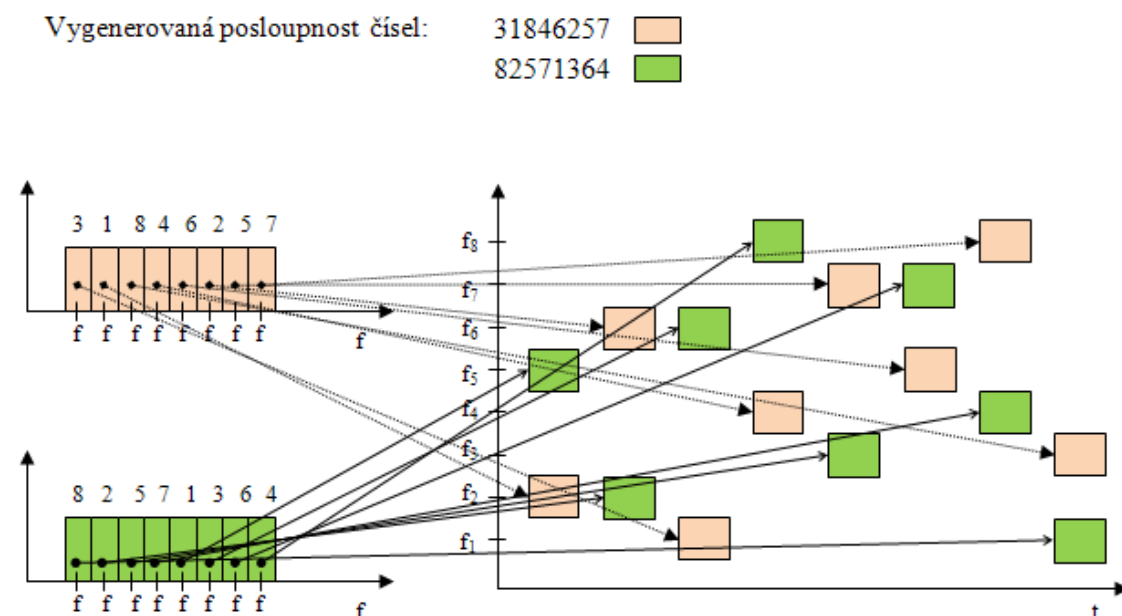 Vygenerovaná posloupnost čísel: 31846257
82571364
3 1 8 4 6 2 5 7
f f f f f f f f f
8 2 5 7 1 3 6 4
f f f f f f f f f
f8
f7
f6
f5
f4
f3
f2
f1
t